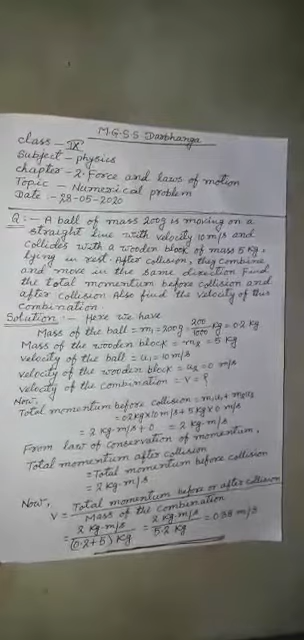 M.G.S.S Darbhanga
class - IX
Subject - physics
chapter - 2. Force and laws of motion
Topic - Numerical problem
Date - 28-05-2020
Q: - A ball of mass 200g is moving on a
straight line with velocity 10 m/s and
collides with a wooden block of mass 5 kg,
lying in rest. After collision, they combine
and move in the same direction. Find
the total momentum before collision and
after collision. Also find the velocity of this
combination.
Solution: - Here we have
Mass of the ball = m₁ = 200g = 200/1000 kg = 0.2 kg
Mass of the wooden block = m₂ = 5 kg
velocity of the ball = u₁ = 10 m/s
velocity of the wooden block = u₂ = 0 m/s
velocity of the combination = v = ?
Now,
Total momentum before collision = m₁u₁ + m₂u₂
= 0.2 kg x 10 m/s + 5 kg x 0 m/s
= 2 kg.m/s + 0 = 2 kg.m/s
From law of conservation of momentum,
Total momentum after collision
= Total momentum before collision
= 2 kg.m/s.
Now,
V = Total momentum before or after collision / Mass of the combination
= 2 kg.m/s / (0.2+5) kg = 2 kg.m/s / 5.2 kg = 0.38 m/s